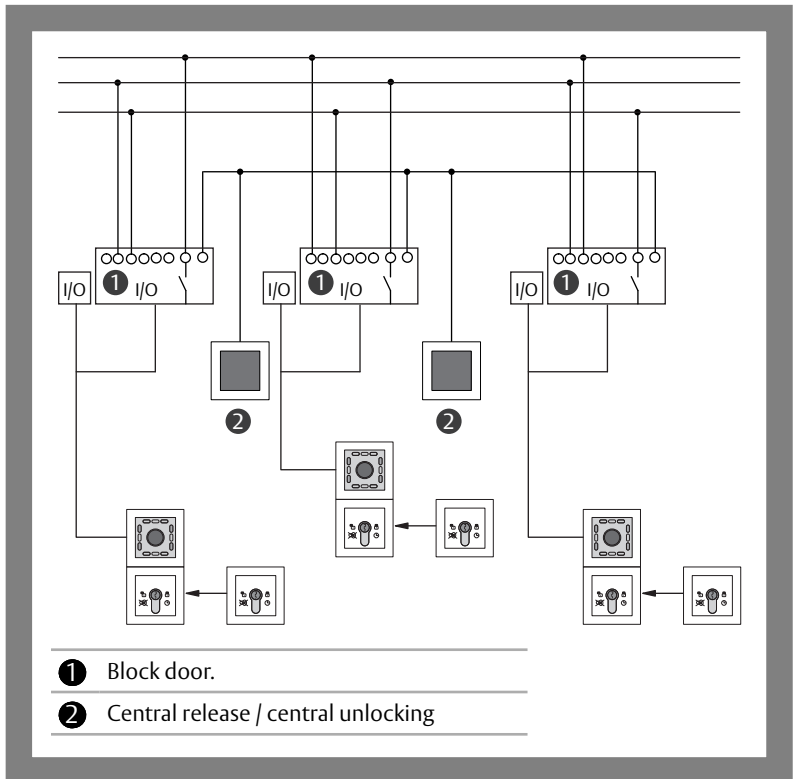 I/O 1 I/O I/O 1 I/O I/O 1 I/O
2 2
1 Block door.
2 Central release / central unlocking